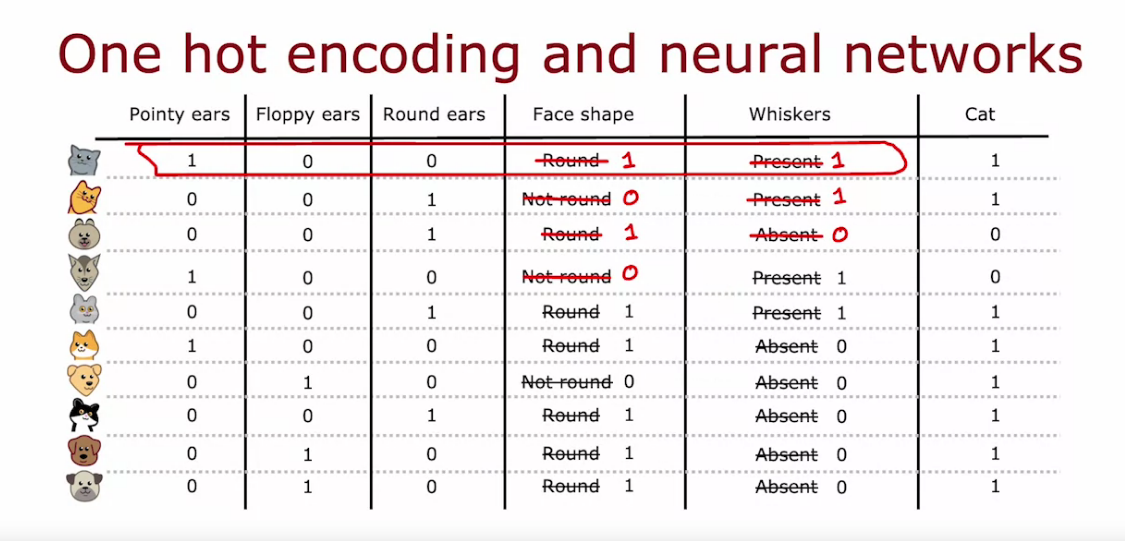 One hot encoding and neural networks
Pointy ears Floppy ears Round ears Face shape Whiskers Cat
1 0 0 Round 1 Present 1 1
0 0 1 Not round 0 Present 1 1
0 0 1 Round 1 Absent 0 0
1 0 0 Not round 0 Present 1 0
0 0 1 Round 1 Present 1 1
1 0 0 Round 1 Absent 0 1
0 1 0 Not round 0 Absent 0 1
0 0 1 Round 1 Absent 0 1
0 1 0 Round 1 Absent 0 1
0 1 0 Round 1 Absent 0 1